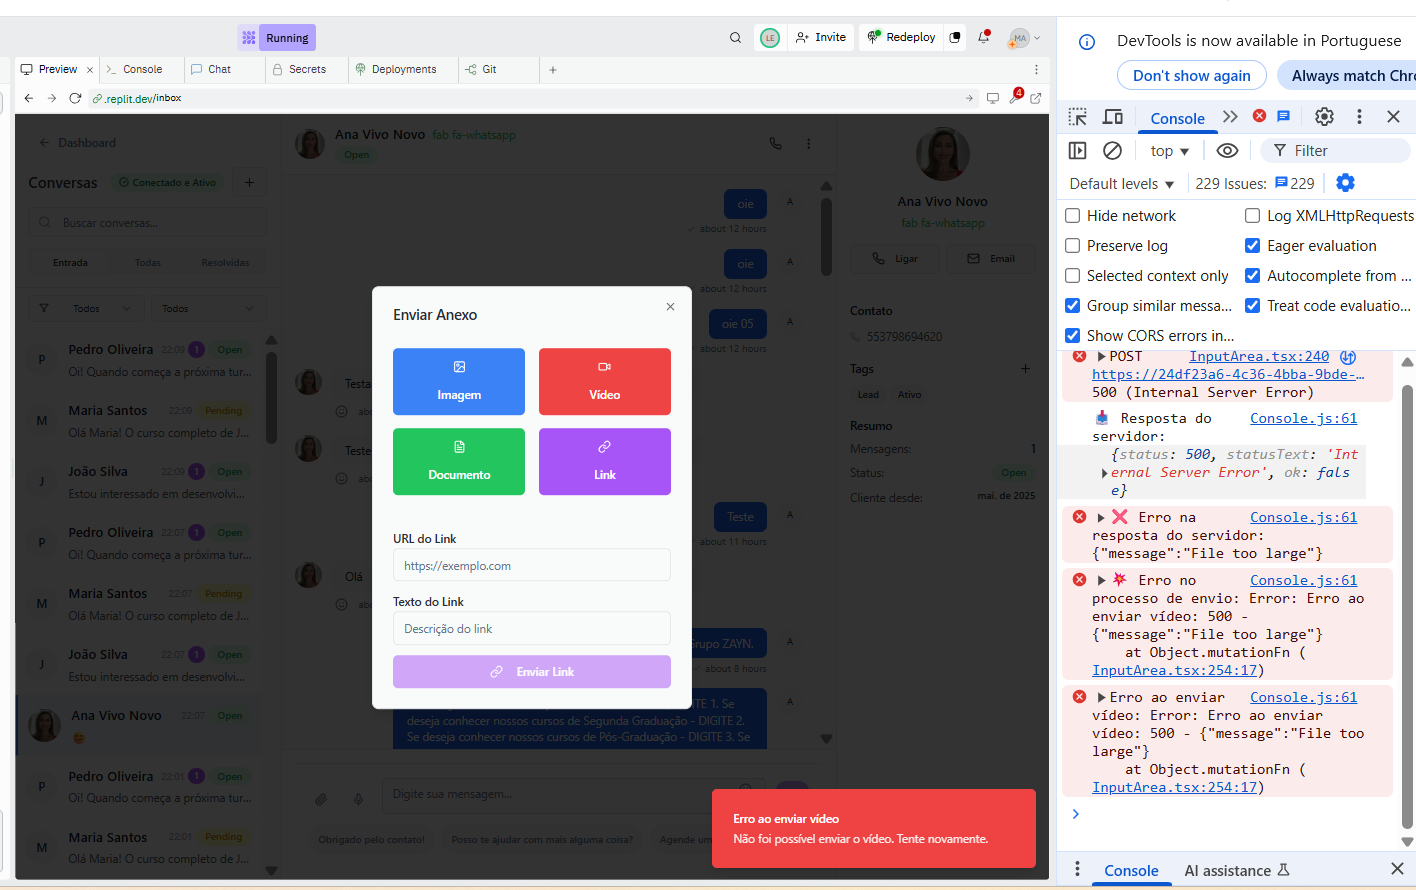 Running
LE
Invite
Redeploy
MA
Preview
Console
Chat
Secrets
Deployments
Git
.replit.dev/inbox
4
Dashboard
Conversas
Conectado e Ativo
Buscar conversas...
Entrada
Todas
Resolvidas
Todos
Todos
P
Pedro Oliveira
22:09
1
Open
Oi! Quando começa a próxima tur...
M
Maria Santos
22:09
Pending
Olá Maria! O curso completo de J...
J
João Silva
22:09
1
Open
Estou interessado em desenvolvi...
P
Pedro Oliveira
22:07
1
Open
Oi! Quando começa a próxima tur...
M
Maria Santos
22:07
Pending
Olá Maria! O curso completo de J...
J
João Silva
22:07
1
Open
Estou interessado em desenvolvi...
Ana Vivo Novo
22:07
Open
P
Pedro Oliveira
22:01
1
Open
Oi! Quando começa a próxima tur...
M
Maria Santos
22:01
Pending
Olá Maria! O curso completo de J...
Ana Vivo Novo
fab fa-whatsapp
Open
oie
A
about 12 hours
oie
A
about 12 hours
oie 05
A
about 12 hours
Testa
abo
Teste
abo
Teste
A
about 11 hours
Olá
abo
Grupo ZAYN.
A
about 8 hours
TE 1. Se
A
deseja conhecer nossos cursos de Segunda Graduação - DIGITE 2.
Se deseja conhecer nossos cursos de Pós-Graduação - DIGITE 3. Se
Digite sua mensagem...
Obrigado pelo contato!
Posso te ajudar com mais alguma coisa?
Agende um
Enviar Anexo
Imagem
Vídeo
Documento
Link
URL do Link
https://exemplo.com
Texto do Link
Descrição do link
Enviar Link
Ana Vivo Novo
fab fa-whatsapp
Ligar
Email
Contato
553798694620
Tags
Lead
Ativo
Resumo
Mensagens:
1
Status:
Open
Cliente desde:
mai. de 2025
Erro ao enviar vídeo
Não foi possível enviar o vídeo. Tente novamente.
DevTools is now available in Portuguese
Don't show again
Always match Chro
Console
top
Filter
Default levels
229 Issues:
229
Hide network
Log XMLHttpRequests
Preserve log
Eager evaluation
Selected context only
Autocomplete from ...
Group similar messa...
Treat code evaluatio...
Show CORS errors in...
POST InputArea.tsx:240
https://24df23a6-4c36-4bba-9bde-…
500 (Internal Server Error)
Resposta do Console.js:61
servidor:
{status: 500, statusText: 'Int
ernal Server Error', ok: fals
e}
Erro na Console.js:61
resposta do servidor:
{"message":"File too large"}
Erro no Console.js:61
processo de envio: Error: Erro ao
enviar vídeo: 500 -
{"message":"File too large"}
at Object.mutationFn (
InputArea.tsx:254:17)
Erro ao enviar Console.js:61
vídeo: Error: Erro ao enviar
vídeo: 500 - {"message":"File too
large"}
at Object.mutationFn (
InputArea.tsx:254:17)
Console
AI assistance